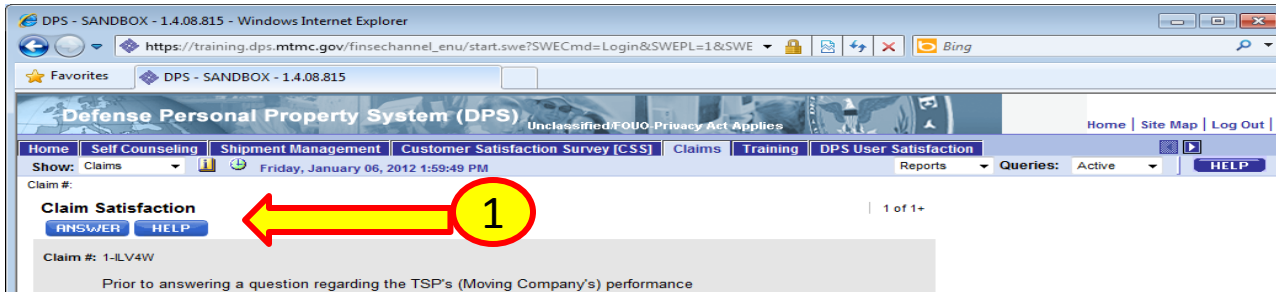 DPS - SANDBOX - 1.4.08.815 - Windows Internet Explorer
https://training.dps.mtmc.gov/finsechannel_enu/start.swe?SWECmd=Login&SWEPL=1&SWE
Bing
Favorites DPS - SANDBOX - 1.4.08.815
Defense Personal Property System (DPS) Unclassified/FOUO-Privacy Act Applies
Home | Site Map | Log Out |
Home Self Counseling Shipment Management Customer Satisfaction Survey [CSS] Claims Training DPS User Satisfaction
Show: Claims Friday, January 06, 2012 1:59:49 PM Reports Queries: Active HELP
Claim #:
Claim Satisfaction 1 of 1+
ANSWER HELP
1
Claim #: 1-ILV4W
Prior to answering a question regarding the TSP's (Moving Company's) performance